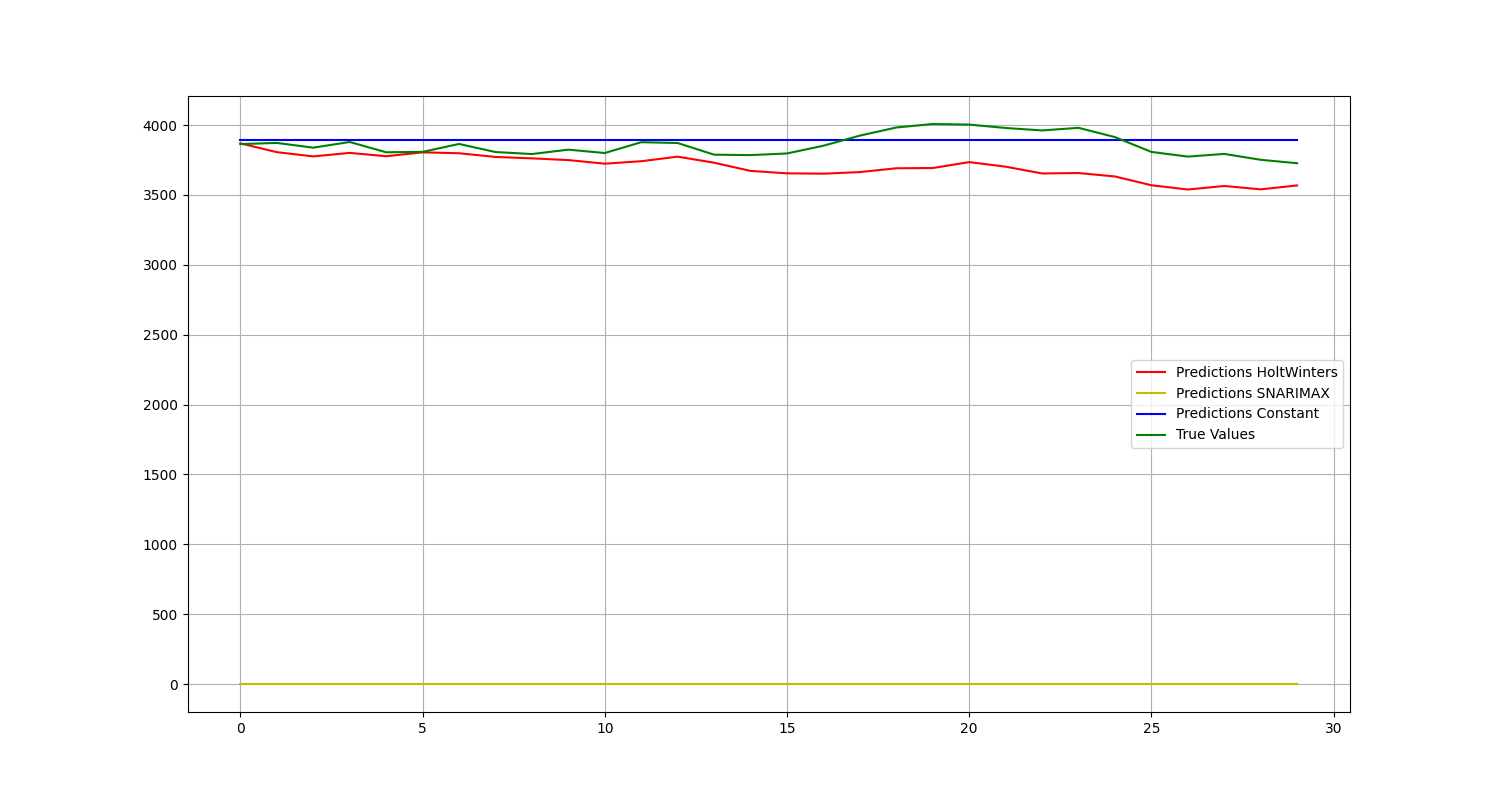 4000
3500
3000
2500
2000
1500
1000
500
0
Predictions HoltWinters
Predictions SNARIMAX
Predictions Constant
True Values
0 5 10 15 20 25 30